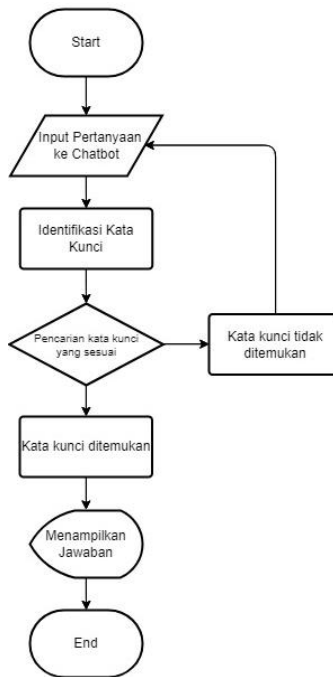 Start
Input Pertanyaan
ke Chatbot
Identifikasi Kata
Kunci
Pencarian kata kunci
yang sesuai
Kata kunci tidak
ditemukan
Kata kunci ditemukan
Menampilkan
Jawaban
End